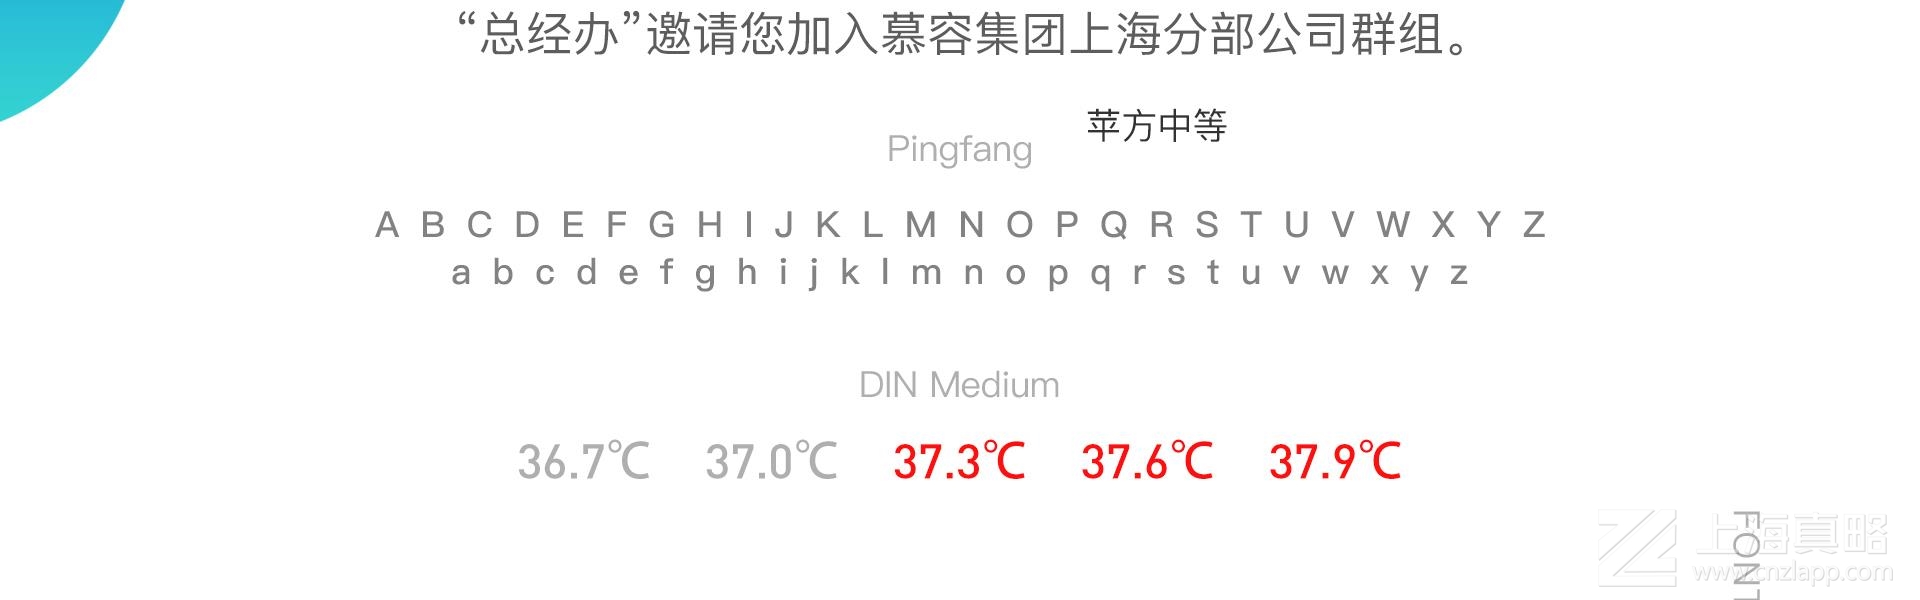 “总经办”邀请您加入慕容集团上海分部公司群组。
苹方中等
Pingfang
A B C D E F G H I J K L M N O P Q R S T U V W X Y Z
a b c d e f g h i j k l m n o p q r s t u v w x y z
DIN Medium
36.7℃ 37.0℃ 37.3℃ 37.6℃ 37.9℃
FONT
上海真略
www.cnzlapp.com